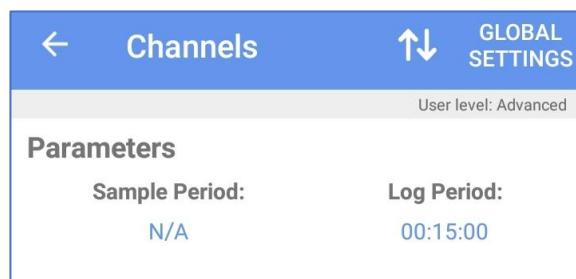 Channels
GLOBAL
SETTINGS
User level: Advanced
Parameters
Sample Period: Log Period:
N/A 00:15:00